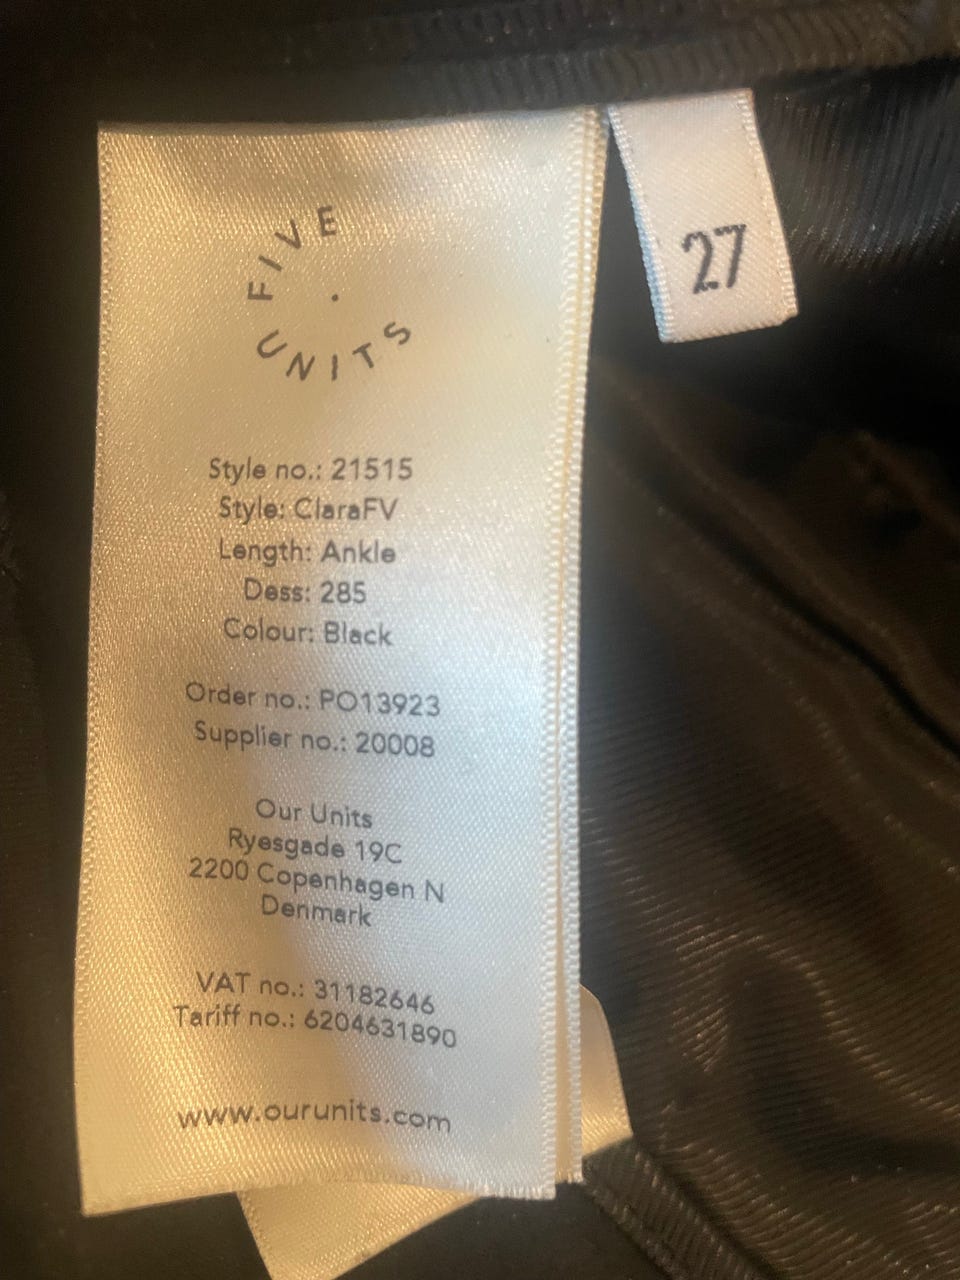 FIVE
UNITS
27
Style no.: 21515
Style: ClaraFV
Length: Ankle
Dess: 285
Colour: Black
Order no.: PO13923
Supplier no.: 20008
Our Units
Ryesgade 19C
2200 Copenhagen N
Denmark
VAT no.: 31182646
Tariff no.: 6204631890
www.ourunits.com